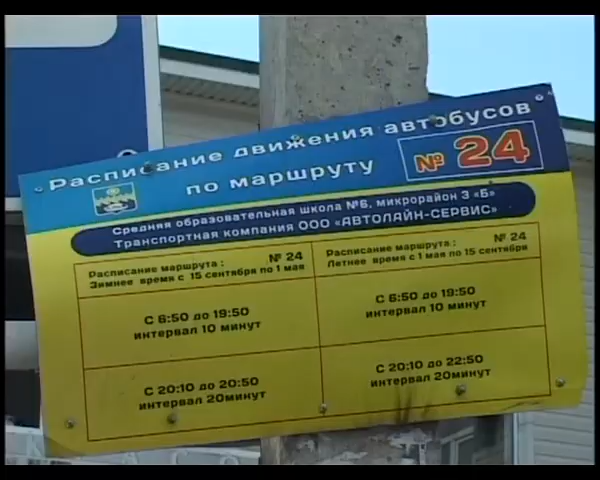 Расписание движения автобусов
по маршруту № 24
Средняя образовательная школа №6, микрорайон 3 «Б»
Транспортная компания ООО «АВТОЛАЙН-СЕРВИС»
Расписание маршрута : № 24
Зимнее время с 15 сентября по 1 мая
С 6:50 до 19:50
интервал 10 минут
С 20:10 до 20:50
интервал 20минут
Расписание маршрута : № 24
Летнее время с 1 мая по 15 сентября
С 6:50 до 19:50
интервал 10 минут
С 20:10 до 22:50
интервал 20минут